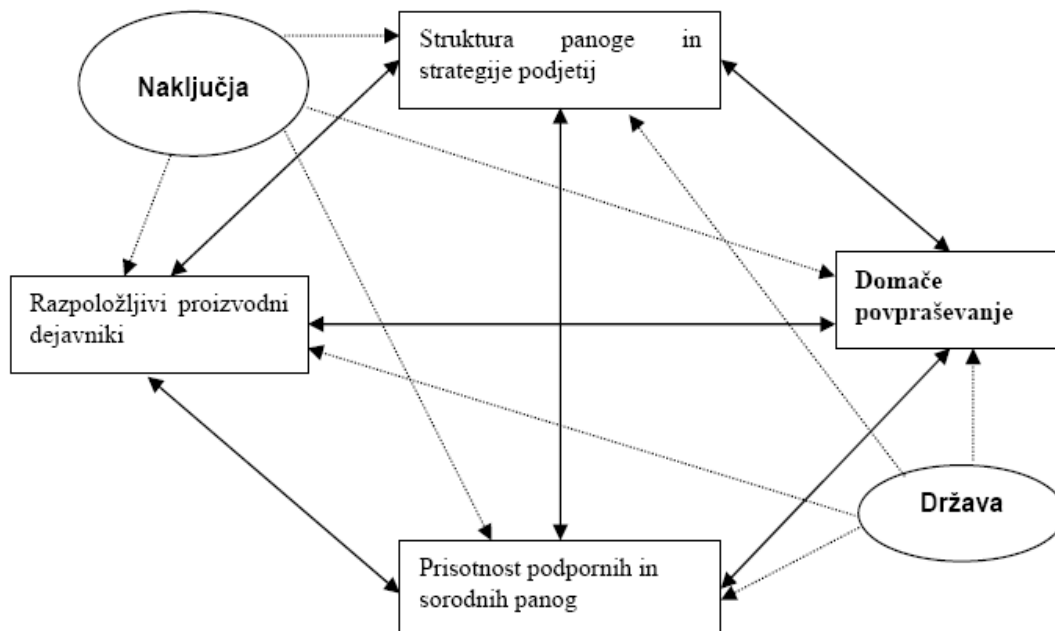 Struktura panoge in
strategije podjetij
Naključja
Razpoložljivi proizvodni
dejavniki
Domače
povpraševanje
Država
Prisotnost podpornih in
sorodnih panog